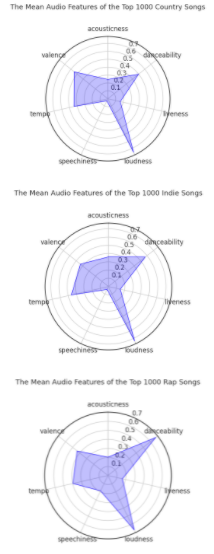 The Mean Audio Features of the Top 1000 Country Songs
acousticness
0.7
0.6
0.5
0.4
0.3
0.2
0.1
danceability
valence
tempo
liveness
speechiness
loudness
The Mean Audio Features of the Top 1000 Indie Songs
acousticness
0.7
0.6
0.5
0.4
0.3
0.2
0.1
danceability
valence
tempo
liveness
speechiness
loudness
The Mean Audio Features of the Top 1000 Rap Songs
acousticness
0.7
0.6
0.5
0.4
0.3
0.2
0.1
danceability
valence
tempo
liveness
speechiness
loudness